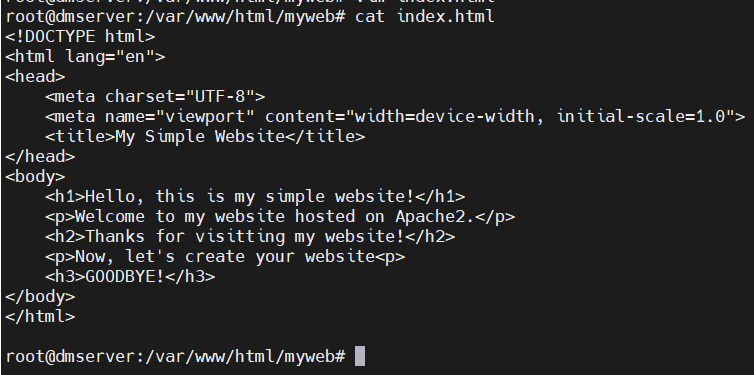 root@dmserver:/var/www/html/myweb# vim index.html
root@dmserver:/var/www/html/myweb# cat index.html
<!DOCTYPE html>
<html lang="en">
<head>
    <meta charset="UTF-8">
    <meta name="viewport" content="width=device-width, initial-scale=1.0">
    <title>My Simple Website</title>
</head>
<body>
    <h1>Hello, this is my simple website!</h1>
    <p>Welcome to my website hosted on Apache2.</p>
    <h2>Thanks for visitting my website!</h2>
    <p>Now, let's create your website<p>
    <h3>GOODBYE!</h3>
</body>
</html>
root@dmserver:/var/www/html/myweb#